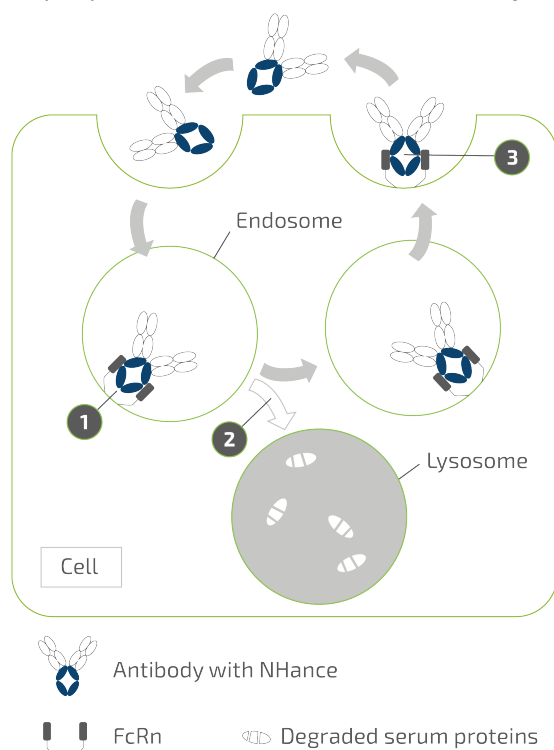 3
Endosome
1
2
Lysosome
Cell
Antibody with NHance
FcRn
Degraded serum proteins